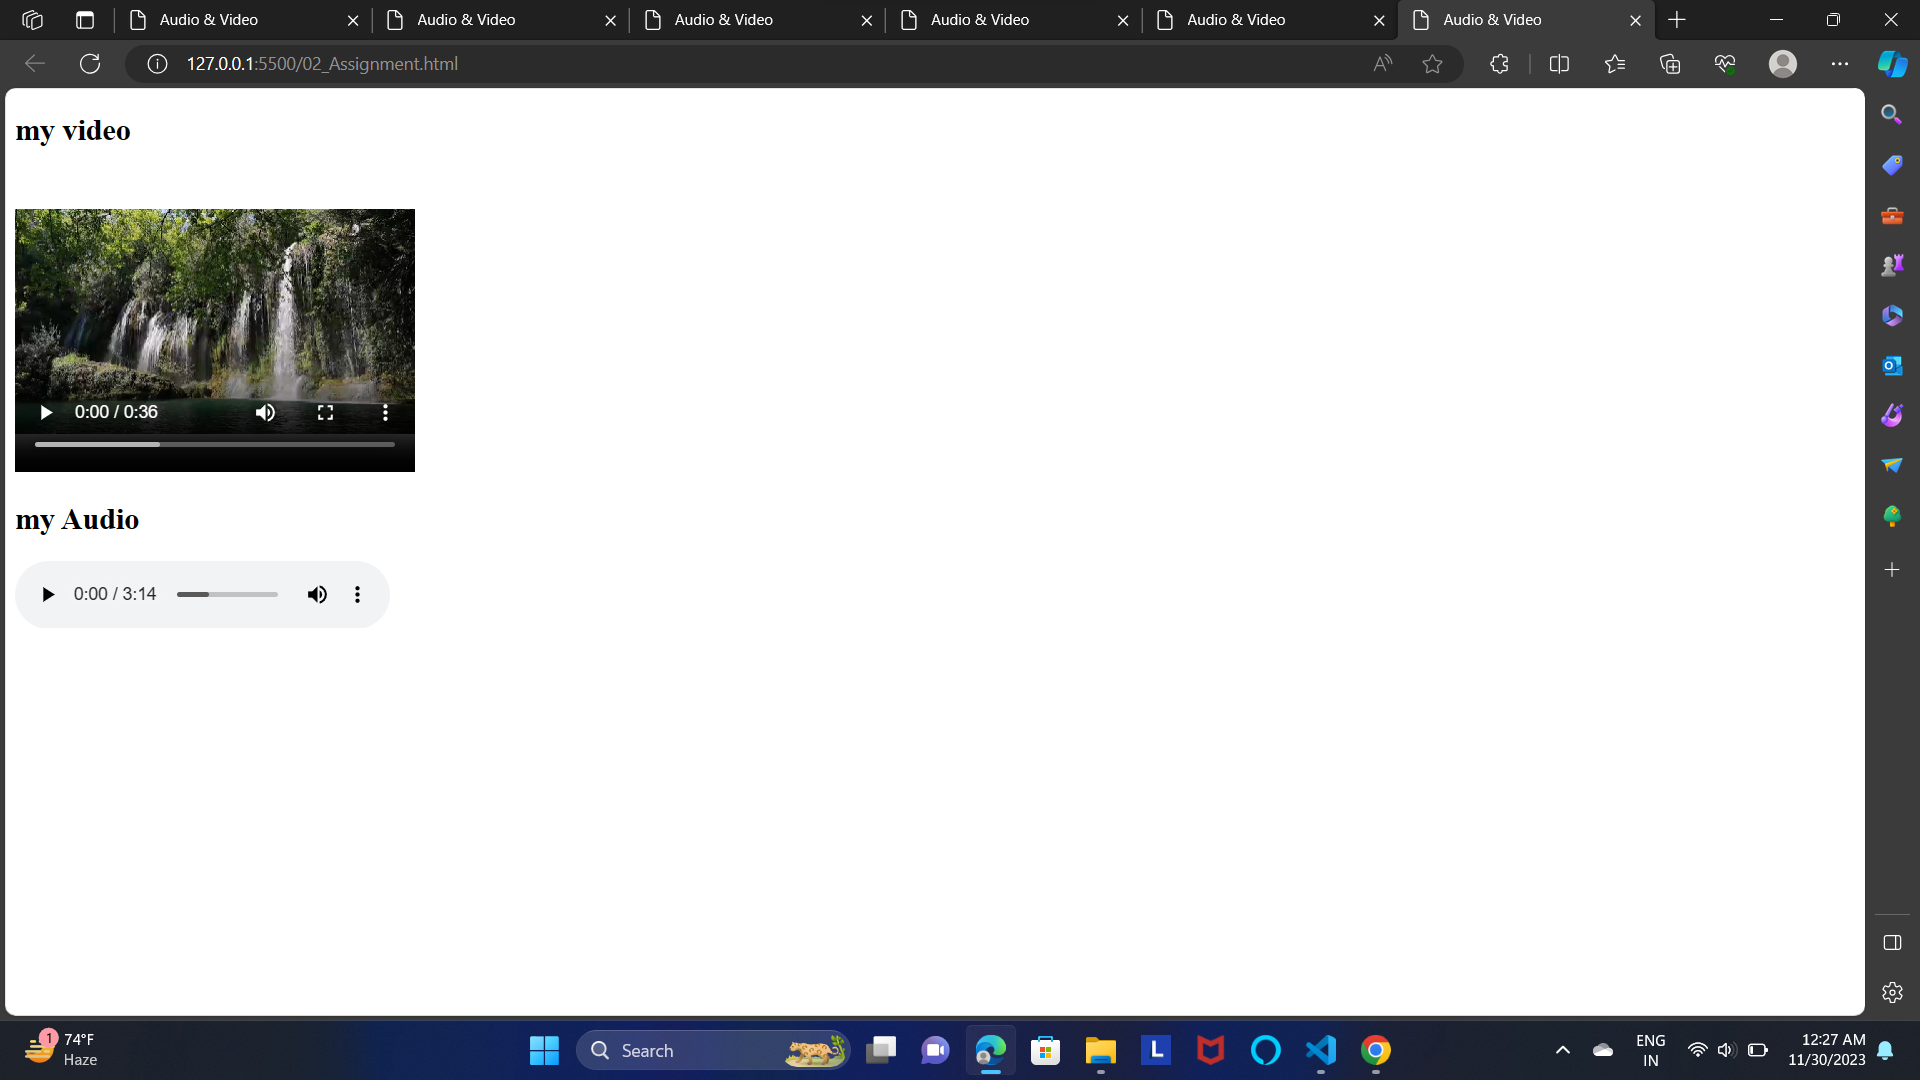 Audio & Video
Audio & Video
Audio & Video
Audio & Video
Audio & Video
Audio & Video
127.0.0.1:5500/02_Assignment.html
my video
0:00 / 0:36
my Audio
0:00 / 3:14
1
74°F
Haze
Search
L
ENG
IN
12:27 AM
11/30/2023